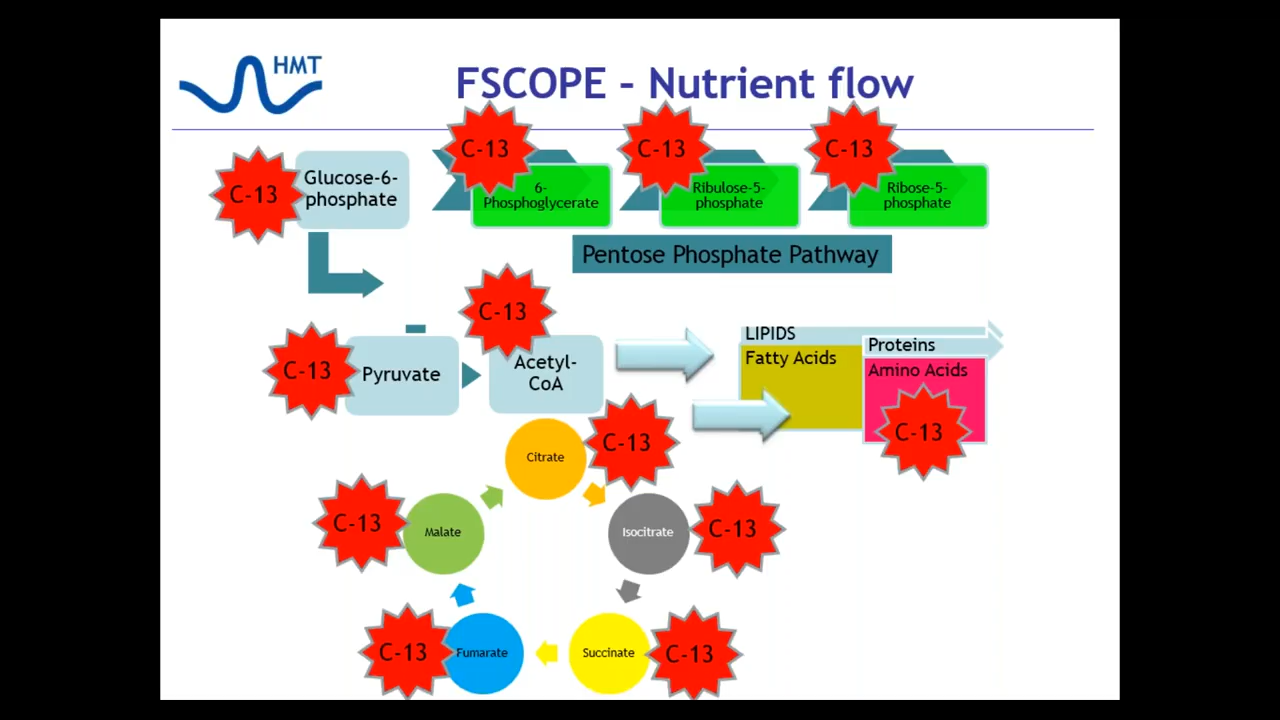 HMT
FSCOPE – Nutrient flow
C-13
Glucose-6-
phosphate
C-13
6-
Phosphoglycerate
C-13
Ribulose-5-
phosphate
C-13
Ribose-5-
phosphate
Pentose Phosphate Pathway
C-13
Pyruvate
C-13
Acetyl-
CoA
LIPIDS
Fatty Acids
Proteins
Amino Acids
C-13
Citrate
C-13
Isocitrate
C-13
Succinate
C-13
Fumarate
C-13
Malate
C-13